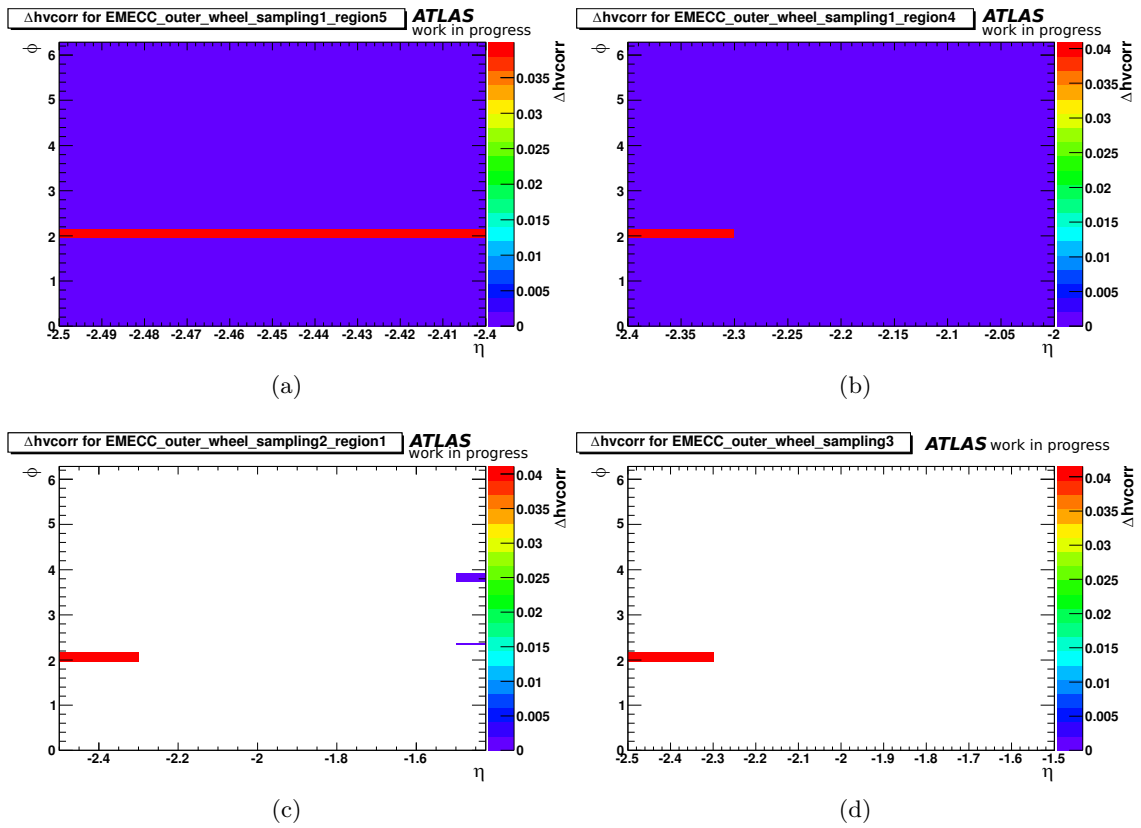 Δhvcorr for EMECC_outer_wheel_sampling1_region5
ATLAS
work in progress
ϕ
6
5
4
3
2
1
0
-2.5 -2.49 -2.48 -2.47 -2.46 -2.45 -2.44 -2.43 -2.42 -2.41 -2.4
η
0.035
0.03
0.025
0.02
0.015
0.01
0.005
0
Δhvcorr
(a)
Δhvcorr for EMECC_outer_wheel_sampling1_region4
ATLAS
work in progress
ϕ
6
5
4
3
2
1
0
-2.4 -2.35 -2.3 -2.25 -2.2 -2.15 -2.1 -2.05 -2
η
0.04
0.035
0.03
0.025
0.02
0.015
0.01
0.005
0
Δhvcorr
(b)
Δhvcorr for EMECC_outer_wheel_sampling2_region1
ATLAS
work in progress
ϕ
6
5
4
3
2
1
0
-2.4 -2.2 -2 -1.8 -1.6
η
0.04
0.035
0.03
0.025
0.02
0.015
0.01
0.005
0
Δhvcorr
(c)
Δhvcorr for EMECC_outer_wheel_sampling3
ATLAS work in progress
ϕ
6
5
4
3
2
1
0
-2.5 -2.4 -2.3 -2.2 -2.1 -2 -1.9 -1.8 -1.7 -1.6 -1.5
η
0.04
0.035
0.03
0.025
0.02
0.015
0.01
0.005
0
Δhvcorr
(d)